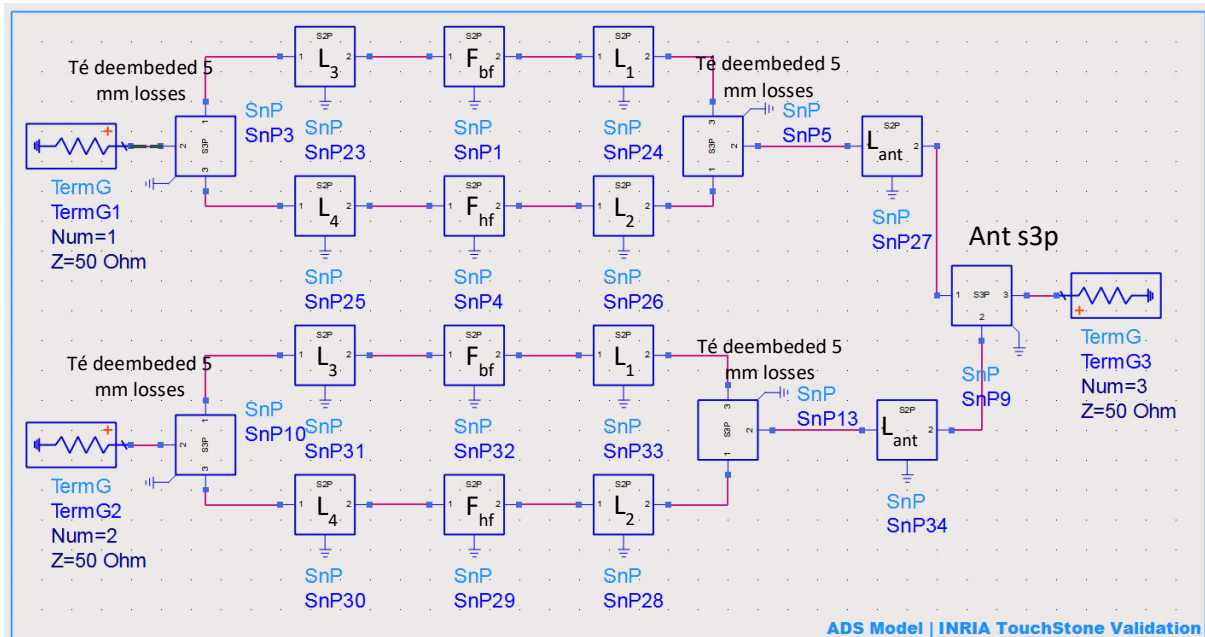 S2P S2P S2P
1 L3 2 1 Fbf 2 1 L1 2
Té deembeded 5
mm losses
Té deembeded 5
mm losses
SnP
SnP3
SnP
SnP23
SnP
SnP1
SnP
SnP24
SnP
SnP5
1
2 S3P
3
3
S3P 2
1
S2P
1 Lant 2
TermG
TermG1
Num=1
Z=50 Ohm
S2P S2P S2P
1 L4 2 1 Fhf 2 1 L2 2
SnP
SnP27
Ant s3p
SnP
SnP25
SnP
SnP4
SnP
SnP26
1 S3P 3
2
TermG
TermG3
Num=3
Z=50 Ohm
SnP
SnP9
S2P S2P S2P
1 L3 2 1 Fbf 2 1 L1 2
Té deembeded 5
mm losses
Té deembeded 5
mm losses
SnP
SnP10
SnP
SnP31
SnP
SnP32
SnP
SnP33
SnP
SnP13
1
2 S3P
3
3
S3P 2
1
S2P
Lant 2
TermG
TermG2
Num=2
Z=50 Ohm
S2P S2P S2P
1 L4 2 1 Fhf 2 1 L2 2
SnP
SnP34
SnP
SnP30
SnP
SnP29
SnP
SnP28
ADS Model | INRIA TouchStone Validation